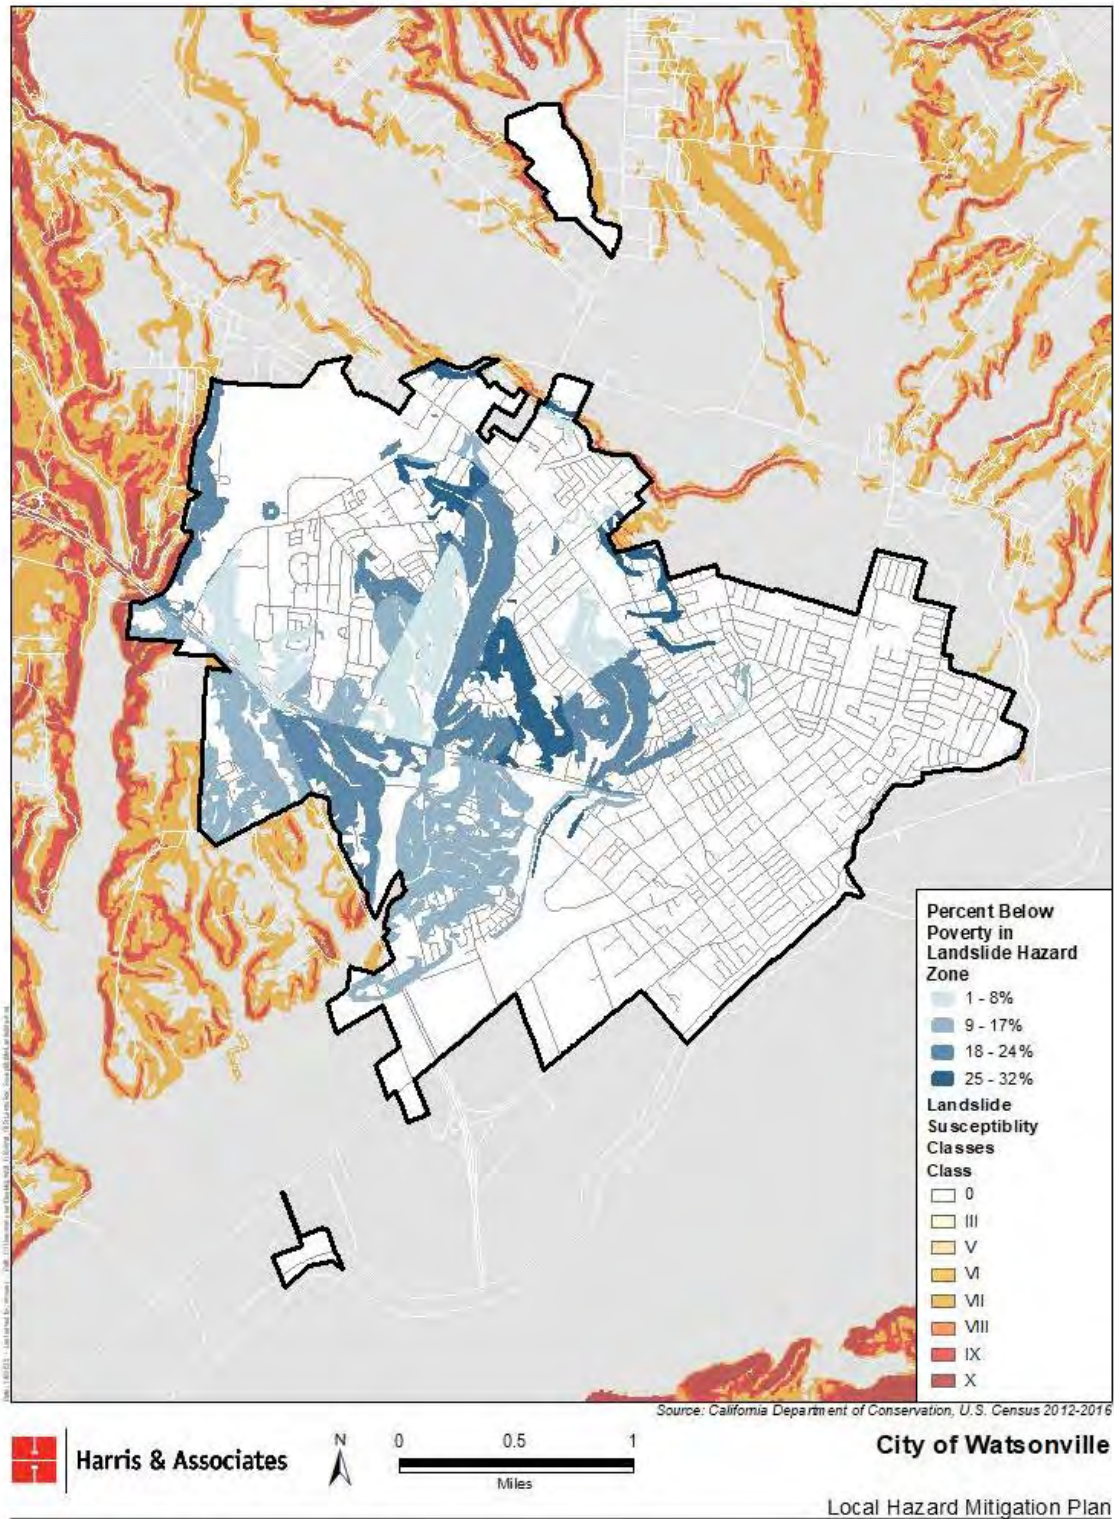 Percent Below
Poverty in
Landslide Hazard
Zone
1 - 8%
9 - 17%
18 - 24%
25 - 32%
Landslide
Susceptiblity
Classes
Class
0
III
V
VI
VII
VIII
IX
X
Source: California Department of Conservation, U.S. Census 2012-2016
Harris & Associates
N
0 0.5 1
Miles
City of Watsonville
Local Hazard Mitigation Plan